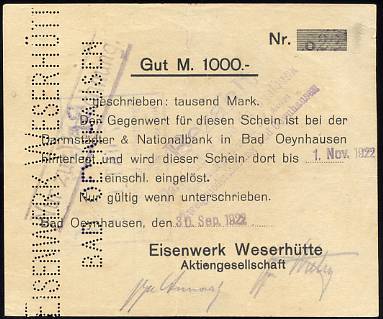 EISENWERK WESERHÜTTE
BAD OEYNHAUSEN
Nr.
Gut M. 1000.-
geschrieben: tausend Mark.
Den Gegenwert für diesen Schein ist bei der
Darmstädter & Nationalbank in Bad Oeynhausen
hinterlegt und wird dieser Schein dort bis 1. Nov. 1922
einschl. eingelöst.
Nur gültig wenn unterschrieben.
Bad Oeynhausen, den 30. Sep. 1922
Eisenwerk Weserhütte
Aktiengesellschaft